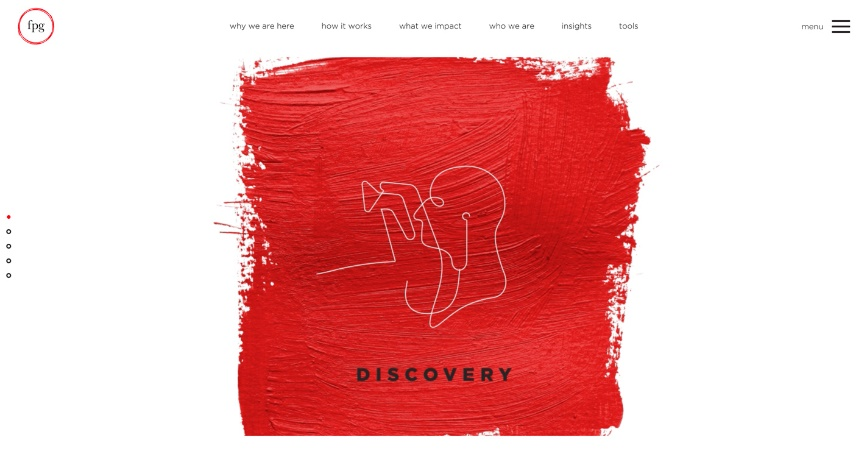 fpg
why we are here how it works what we impact who we are insights tools
menu
DISCOVERY